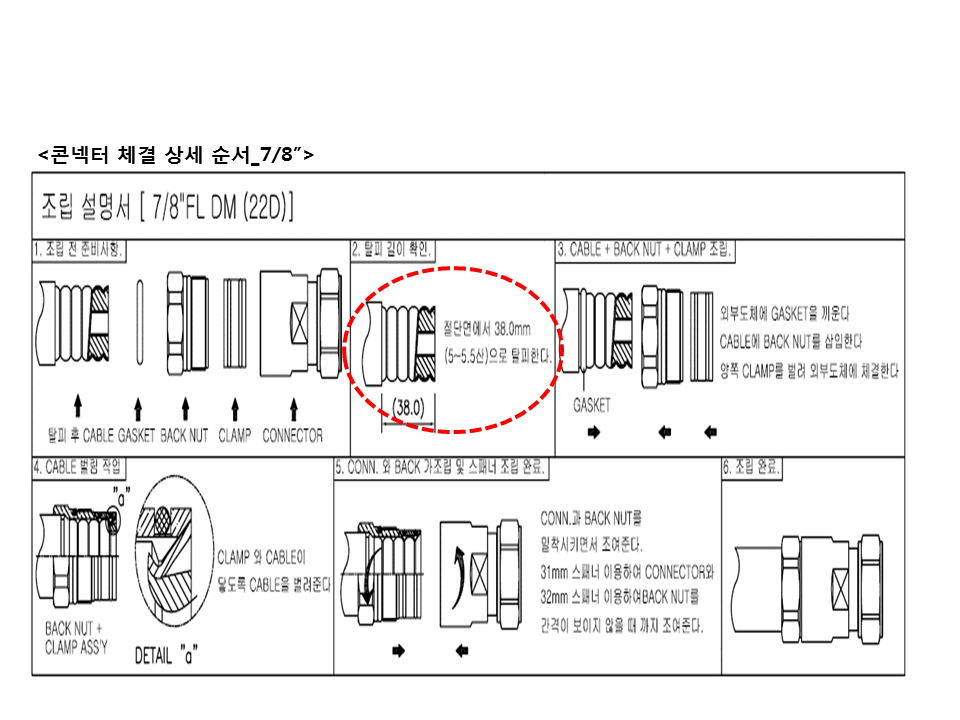 <콘넥터 체결 상세 순서_7/8”>
조립 설명서 [ 7/8"FL DM (22D)]
1. 조립 전 준비사항.
탈피 후 CABLE GASKET BACK NUT CLAMP CONNECTOR
2. 탈피 길이 확인.
절단면에서 38.0mm
(5~5.5산)으로 탈피한다.
(38.0)
3. CABLE + BACK NUT + CLAMP 조립.
외부도체에 GASKET을 끼운다
CABLE에 BACK NUT를 삽입한다
양쪽 CLAMP를 벌려 외부도체에 체결한다
GASKET
4. CABLE 벌림 작업
"a"
CLAMP 와 CABLE이
닿도록 CABLE을 벌려준다
BACK NUT +
CLAMP ASS'Y
DETAIL "a"
5. CONN. 와 BACK 가조립 및 스패너 조립 완료.
CONN.과 BACK NUT를
밀착시키면서 조여준다.
31mm 스패너 이용하여 CONNECTOR와
32mm 스패너 이용하여BACK NUT를
간격이 보이지 않을 때 까지 조여준다.
6. 조립 완료.